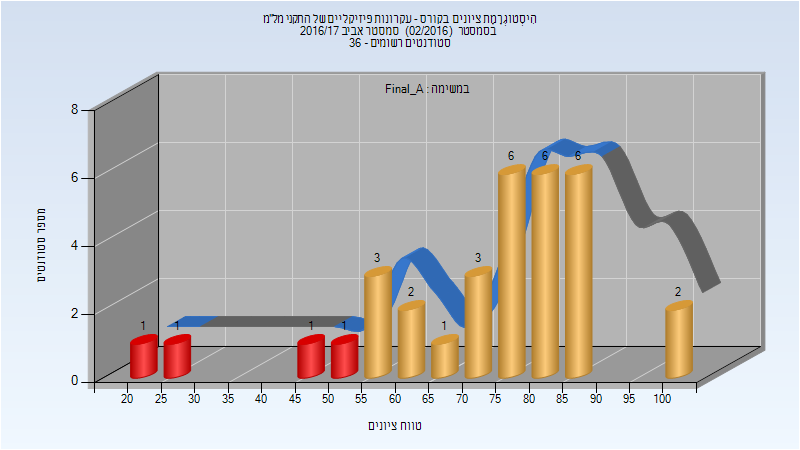 הִיסְטוֹגְרָמַת ציונים בקורס - עקרונות פיזיקליים של התקני מל"מ
בסמסטר (02/2016) סמסטר אביב 2016/17
סטודנטים רשומים - 36
במשימה : Final_A
מספר סטודנטים
8
6
4
2
0
1 1 1 1 3 2 1 3 6 6 6 2
20 25 30 35 40 45 50 55 60 65 70 75 80 85 90 95 100
טווח ציונים